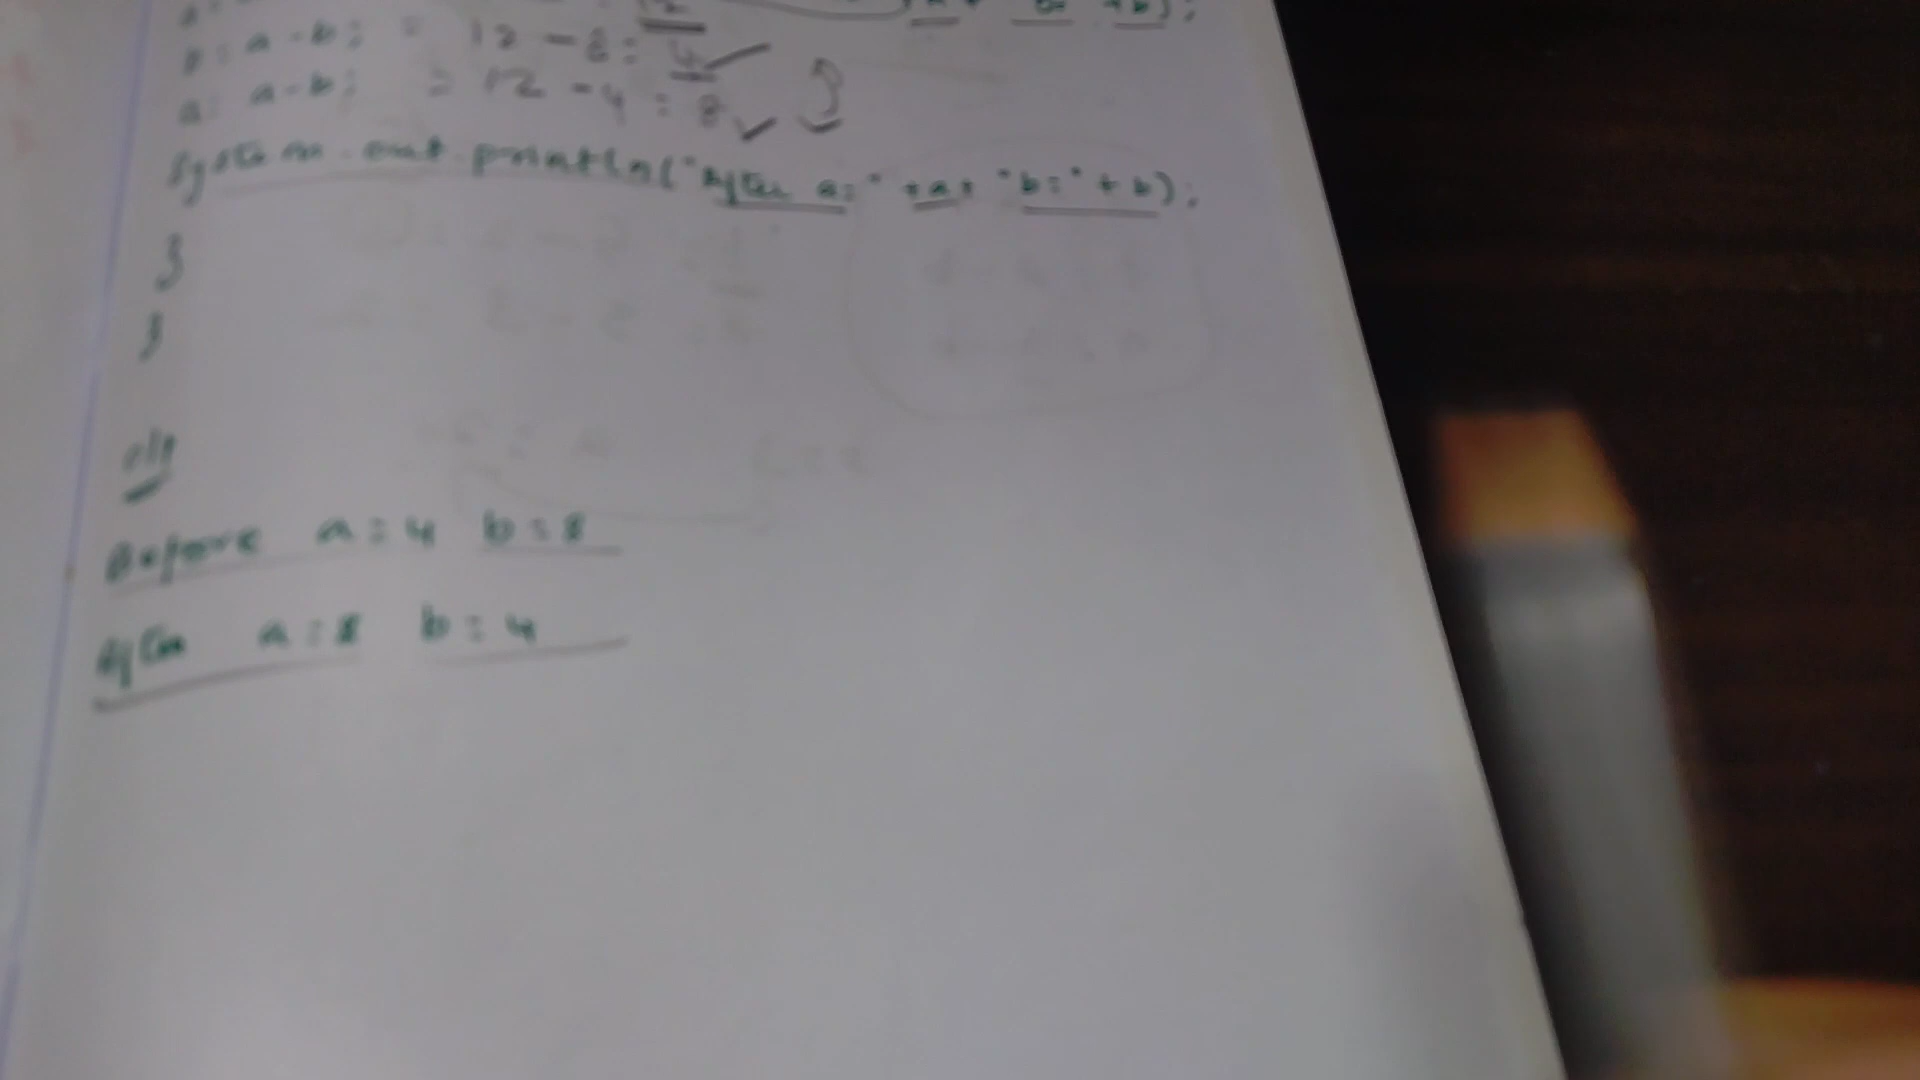 a + b);
b = a - b; = 12 - 8 = 4
a = a - b; = 12 - 4 = 8
System.out.println("After a=" +a+ "b=" + b);
}
}
o/p
Before a=4 b=8
After a=8 b=4